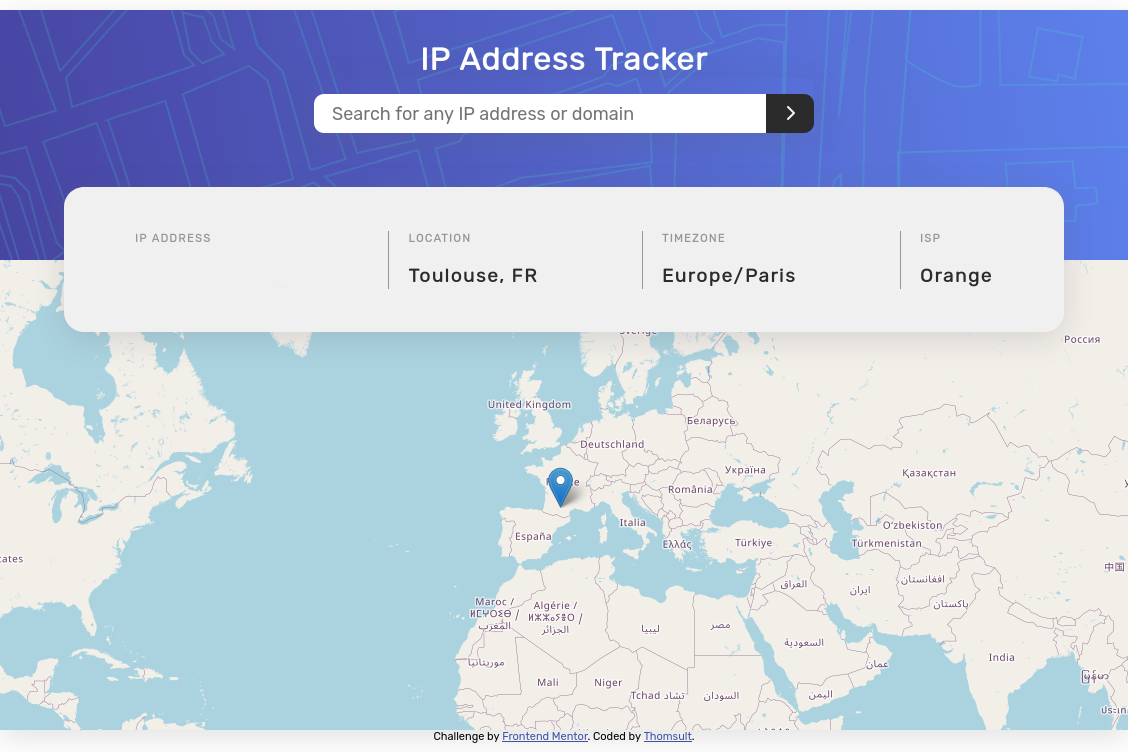 IP Address Tracker
Search for any IP address or domain
IP ADDRESS
LOCATION
TIMEZONE
ISP
Toulouse, FR
Europe/Paris
Orange
Россия
United Kingdom
Беларусь
Deutschland
Україна
Қазақстан
România
Italia
España
Ελλάς
Türkiye
O'zbekiston
Türkmenistan
ates
中国
العراق
ایران
افغانستان
پاکستان
Maroc /
ⵍⵎⵖⵔⵉⴱ /
المغرب
Algérie /
ⵍⵣⵣⴰⵢⴻⵔ /
الجزائر
ليبيا
مصر
السعودية
عمان
India
موريتانيا
Mali
Niger
Tchad تشاد
السودان
اليمن
Challenge by Frontend Mentor. Coded by Thomsult.